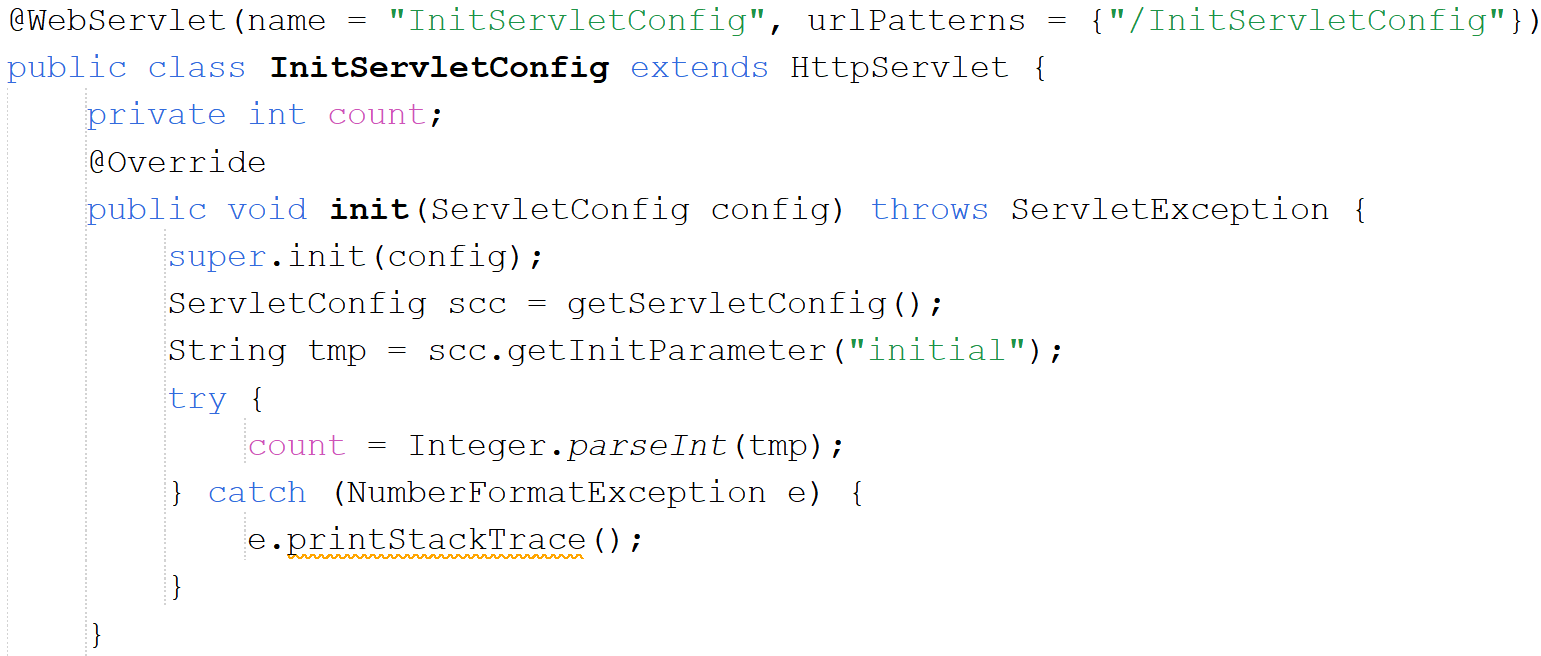 @WebServlet(name = "InitServletConfig", urlPatterns = {"/InitServletConfig"})
public class InitServletConfig extends HttpServlet {
    private int count;
    @Override
    public void init(ServletConfig config) throws ServletException {
        super.init(config);
        ServletConfig scc = getServletConfig();
        String tmp = scc.getInitParameter("initial");
        try {
            count = Integer.parseInt(tmp);
        } catch (NumberFormatException e) {
            e.printStackTrace();
        }
    }